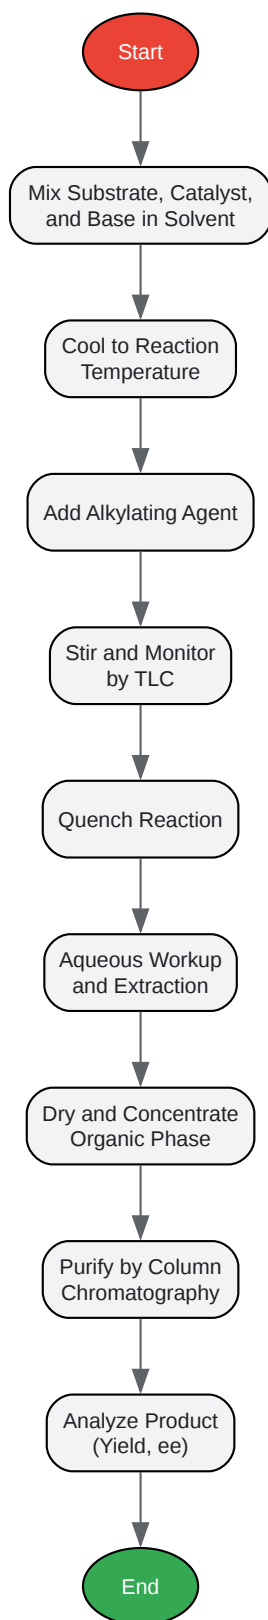 Start
Mix Substrate, Catalyst,
and Base in Solvent
Cool to Reaction
Temperature
Add Alkylating Agent
Stir and Monitor
by TLC
Quench Reaction
Aqueous Workup
and Extraction
Dry and Concentrate
Organic Phase
Purify by Column
Chromatography
Analyze Product
(Yield, ee)
End